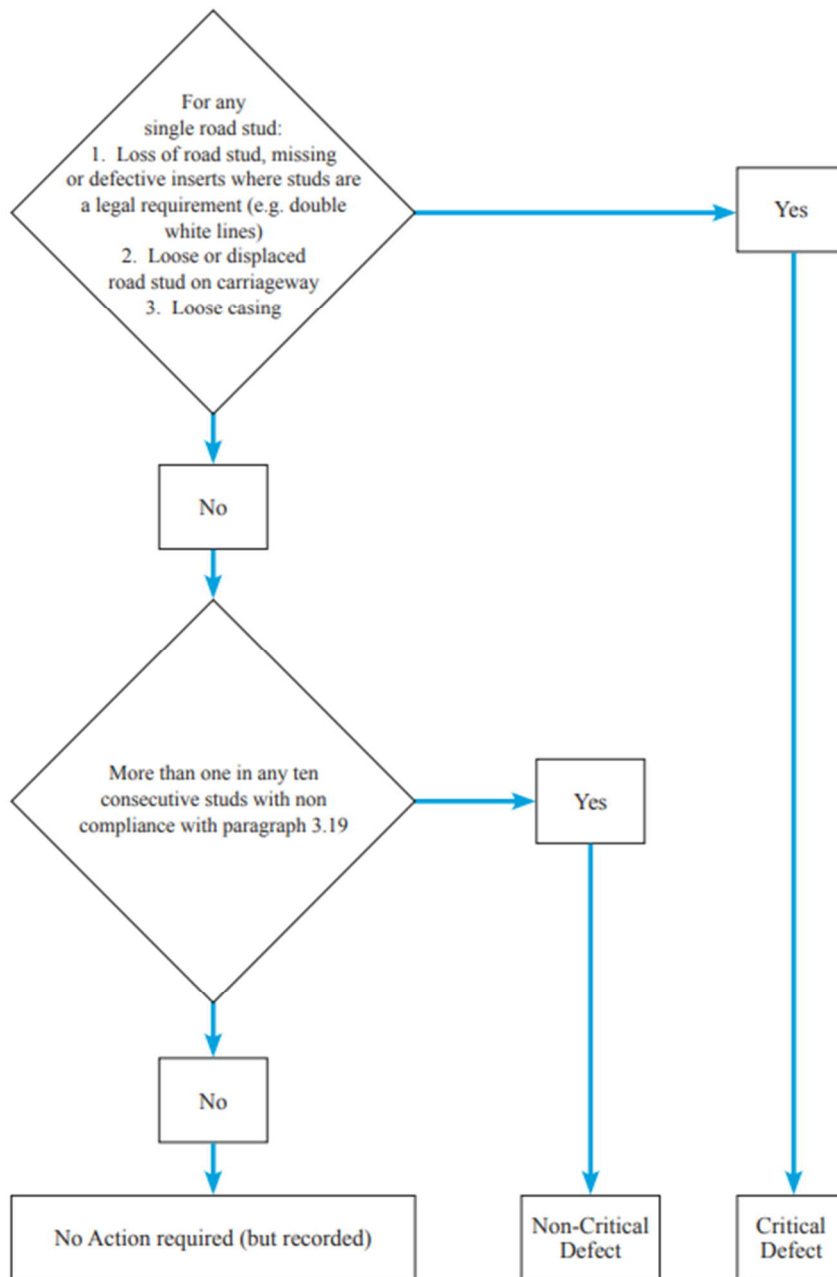 For any
single road stud:
1. Loss of road stud, missing
or defective inserts where studs are
a legal requirement (e.g. double
white lines)
2. Loose or displaced
road stud on carriageway
3. Loose casing
Yes
No
More than one in any ten
consecutive studs with non
compliance with paragraph 3.19
Yes
No
No Action required (but recorded)
Non-Critical
Defect
Critical
Defect